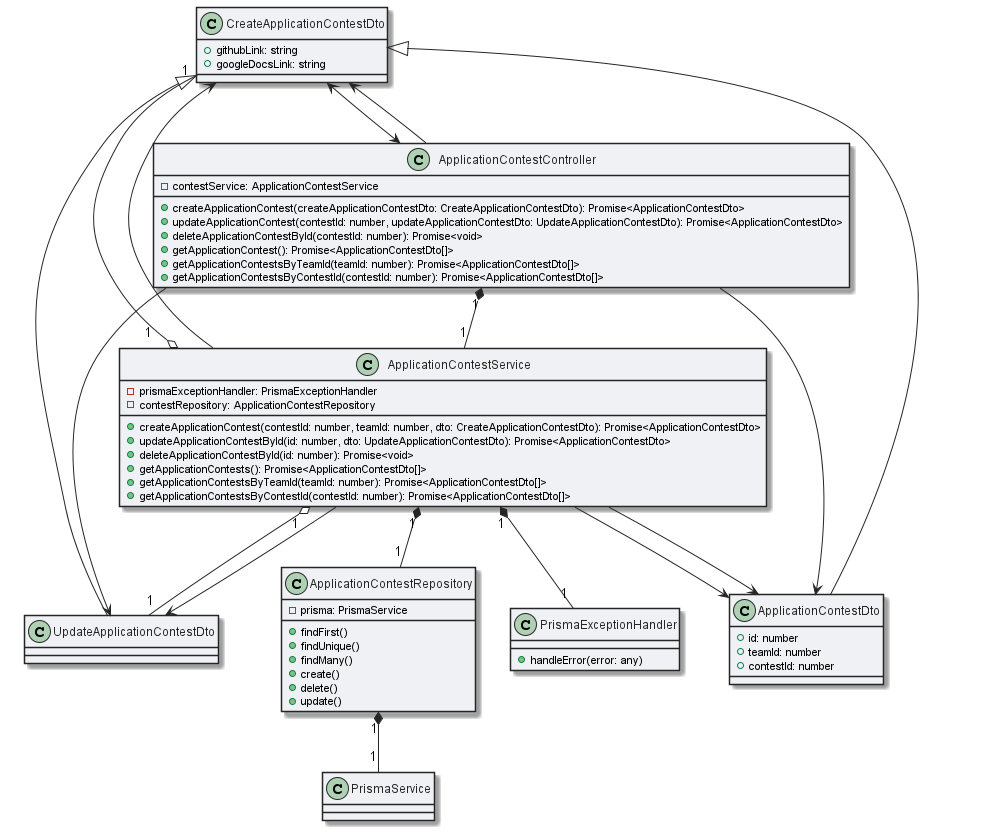 C CreateApplicationContestDto
githubLink: string
googleDocsLink: string
1
C ApplicationContestController
contestService: ApplicationContestService
createApplicationContest(createApplicationContestDto: CreateApplicationContestDto): Promise<ApplicationContestDto>
updateApplicationContest(contestId: number, updateApplicationContestDto: UpdateApplicationContestDto): Promise<ApplicationContestDto>
deleteApplicationContestById(contestId: number): Promise<void>
getApplicationContest(): Promise<ApplicationContestDto[]>
getApplicationContestsByTeamId(teamId: number): Promise<ApplicationContestDto[]>
getApplicationContestsByContestId(contestId: number): Promise<ApplicationContestDto[]>
1
1
1
C ApplicationContestService
prismaExceptionHandler: PrismaExceptionHandler
contestRepository: ApplicationContestRepository
createApplicationContest(contestId: number, teamId: number, dto: CreateApplicationContestDto): Promise<ApplicationContestDto>
updateApplicationContestById(id: number, dto: UpdateApplicationContestDto): Promise<ApplicationContestDto>
deleteApplicationContestById(id: number): Promise<void>
getApplicationContests(): Promise<ApplicationContestDto[]>
getApplicationContestsByTeamId(teamId: number): Promise<ApplicationContestDto[]>
getApplicationContestsByContestId(contestId: number): Promise<ApplicationContestDto[]>
1
1
1
1
1
1
C UpdateApplicationContestDto
C ApplicationContestRepository
prisma: PrismaService
findFirst()
findUnique()
findMany()
create()
delete()
update()
C PrismaExceptionHandler
handleError(error: any)
C ApplicationContestDto
id: number
teamId: number
contestId: number
1
1
C PrismaService